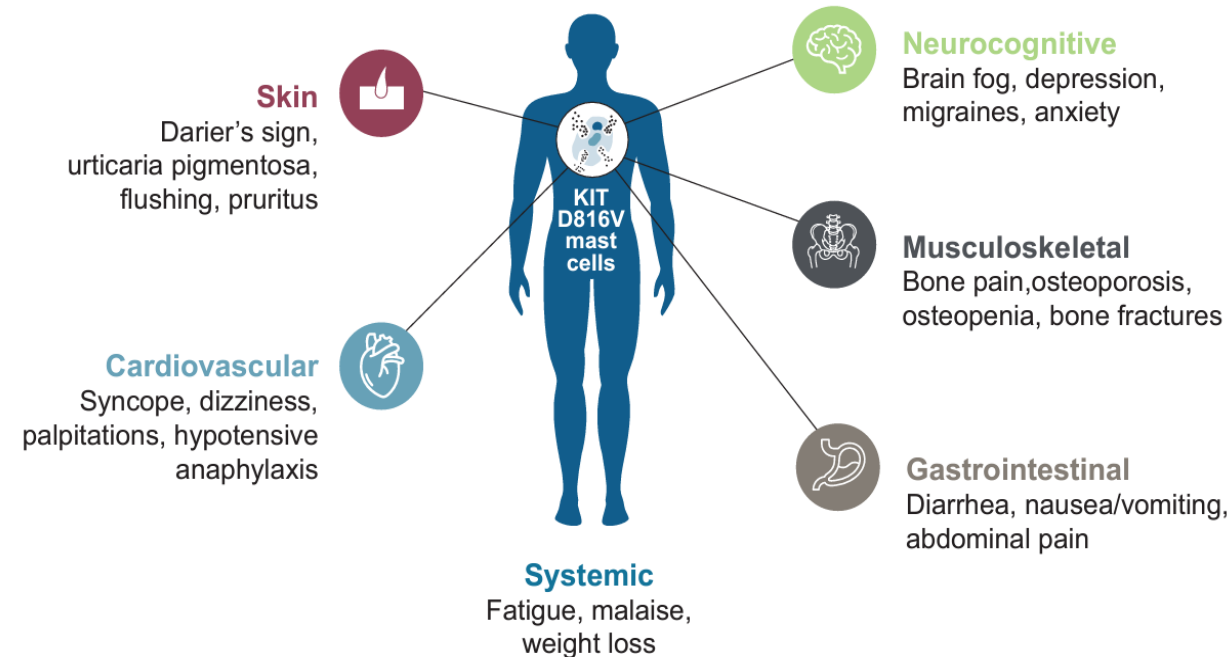 Skin
Darier’s sign,
urticaria pigmentosa,
flushing, pruritus
Cardiovascular
Syncope, dizziness,
palpitations, hypotensive
anaphylaxis
KIT
D816V
mast
cells
Systemic
Fatigue, malaise,
weight loss
Neurocognitive
Brain fog, depression,
migraines, anxiety
Musculoskeletal
Bone pain,osteoporosis,
osteopenia, bone fractures
Gastrointestinal
Diarrhea, nausea/vomiting,
abdominal pain